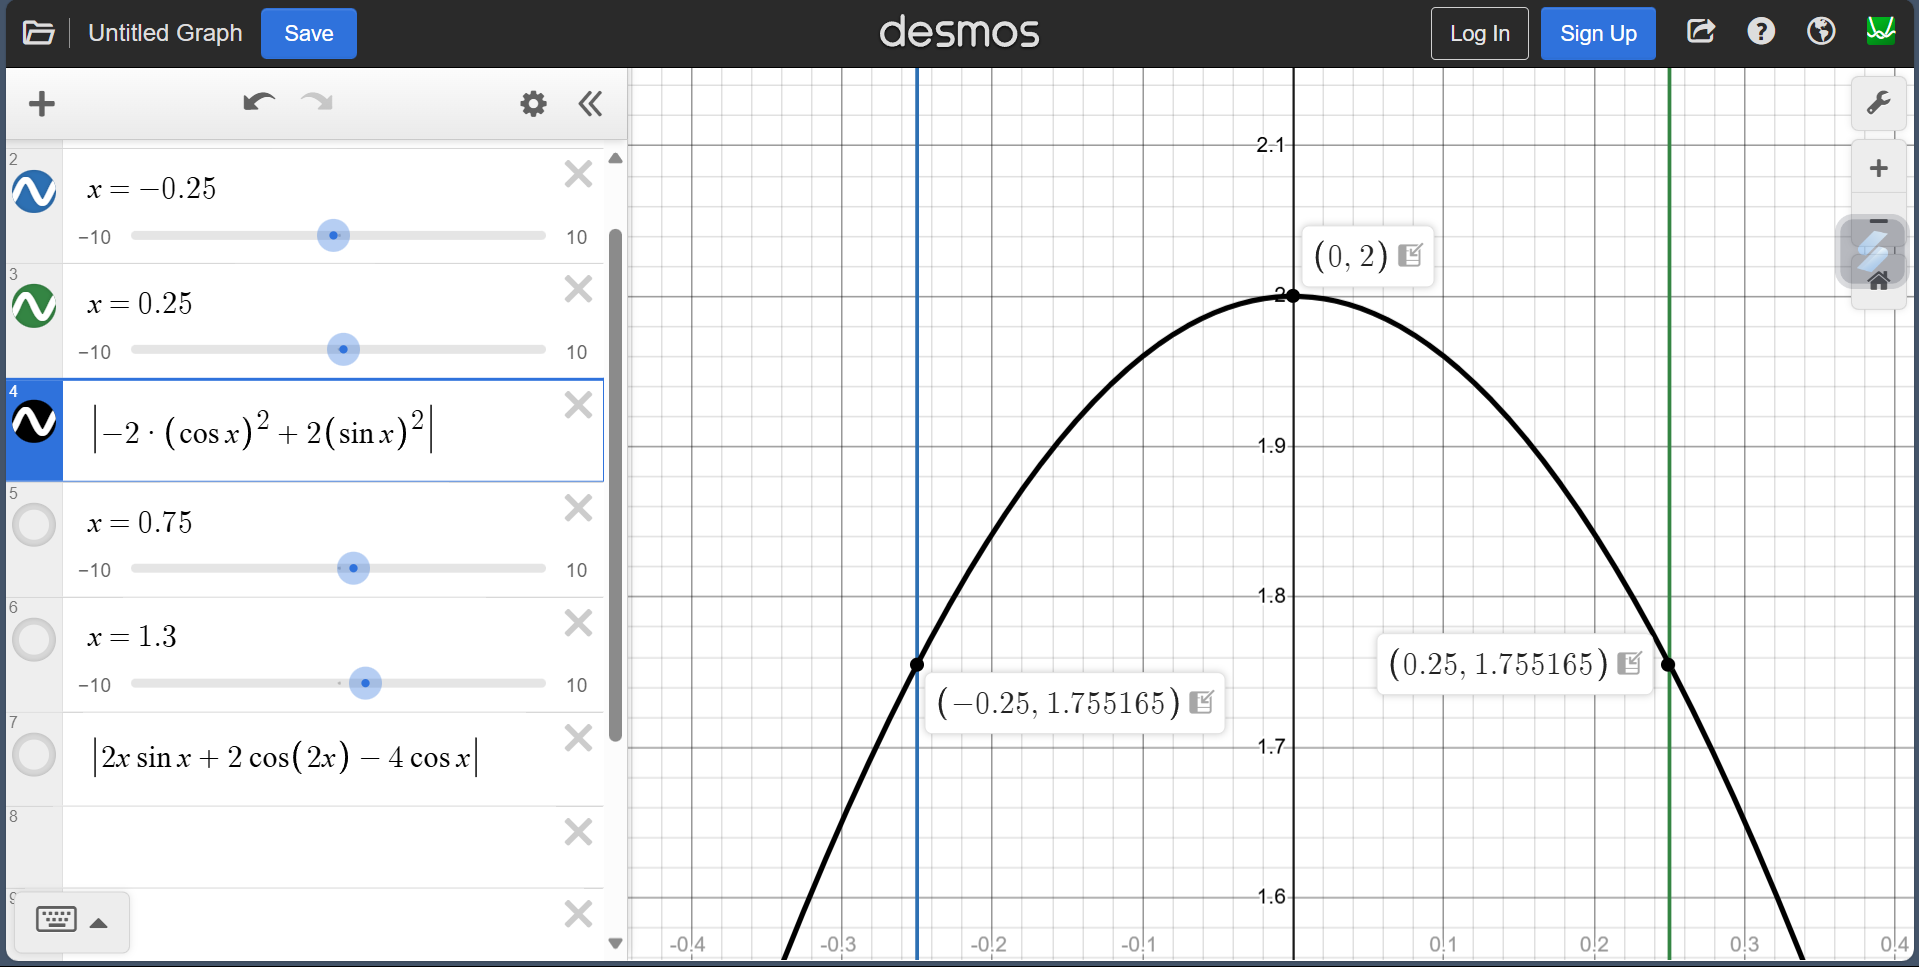 Untitled Graph
Save
desmos
Log In
Sign Up
2
x = −0.25
−10
10
3
x = 0.25
−10
10
4
|−2 · (cos x)² + 2(sin x)²|
5
x = 0.75
−10
10
6
x = 1.3
−10
10
7
|2x sin x + 2 cos(2x) − 4 cos x|
8
9
2.1
(0, 2)
2
1.9
1.8
(0.25, 1.755165)
(−0.25, 1.755165)
1.7
1.6
-0.4 -0.3 -0.2 -0.1 0.1 0.2 0.3 0.4